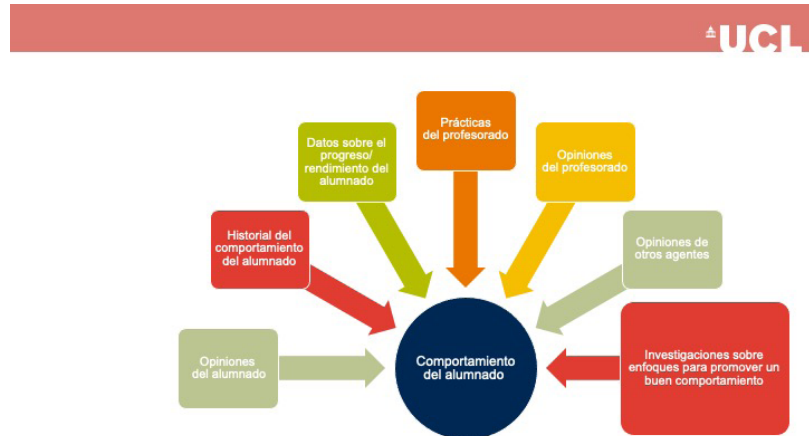 UCL
Prácticas
del profesorado
Datos sobre el
progreso/
rendimiento del
alumnado
Opiniones
del profesorado
Historial del
comportamiento
del alumnado
Opiniones de
otros agentes
Opiniones
del alumnado
Comportamiento
del alumnado
Investigaciones sobre
enfoques para promover un
buen comportamiento